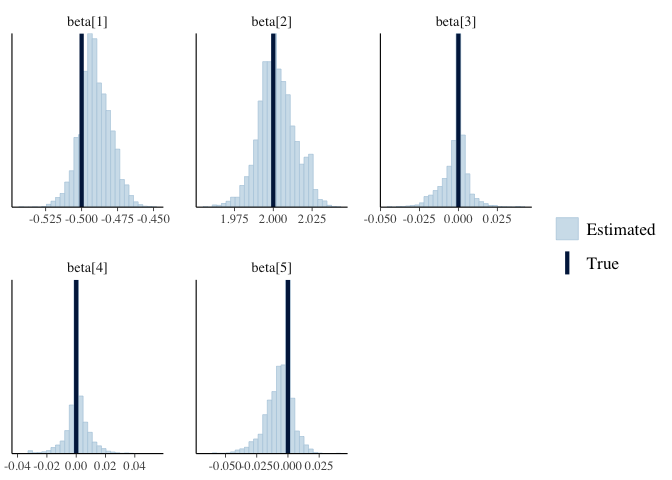 beta[1] beta[2] beta[3]
-0.525 -0.500 -0.475 -0.450 1.975 2.000 2.025 -0.050 -0.025 0.000 0.025
Estimated
True
beta[4] beta[5]
-0.04 -0.02 0.00 0.02 0.04 -0.050 -0.025 0.000 0.025